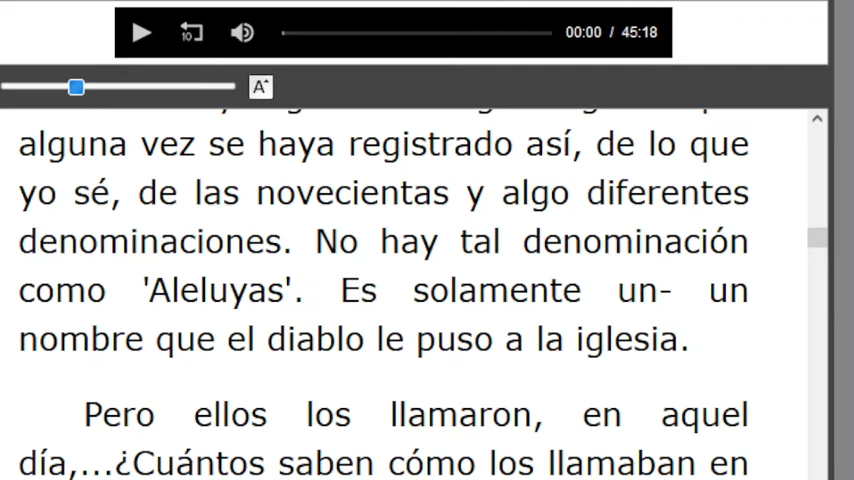 10
00:00 / 45:18
A
alguna vez se haya registrado así, de lo que
yo sé, de las novecientas y algo diferentes
denominaciones. No hay tal denominación
como 'Aleluyas'. Es solamente un- un
nombre que el diablo le puso a la iglesia.
Pero ellos los llamaron, en aquel
día,...¿Cuántos saben cómo los llamaban en